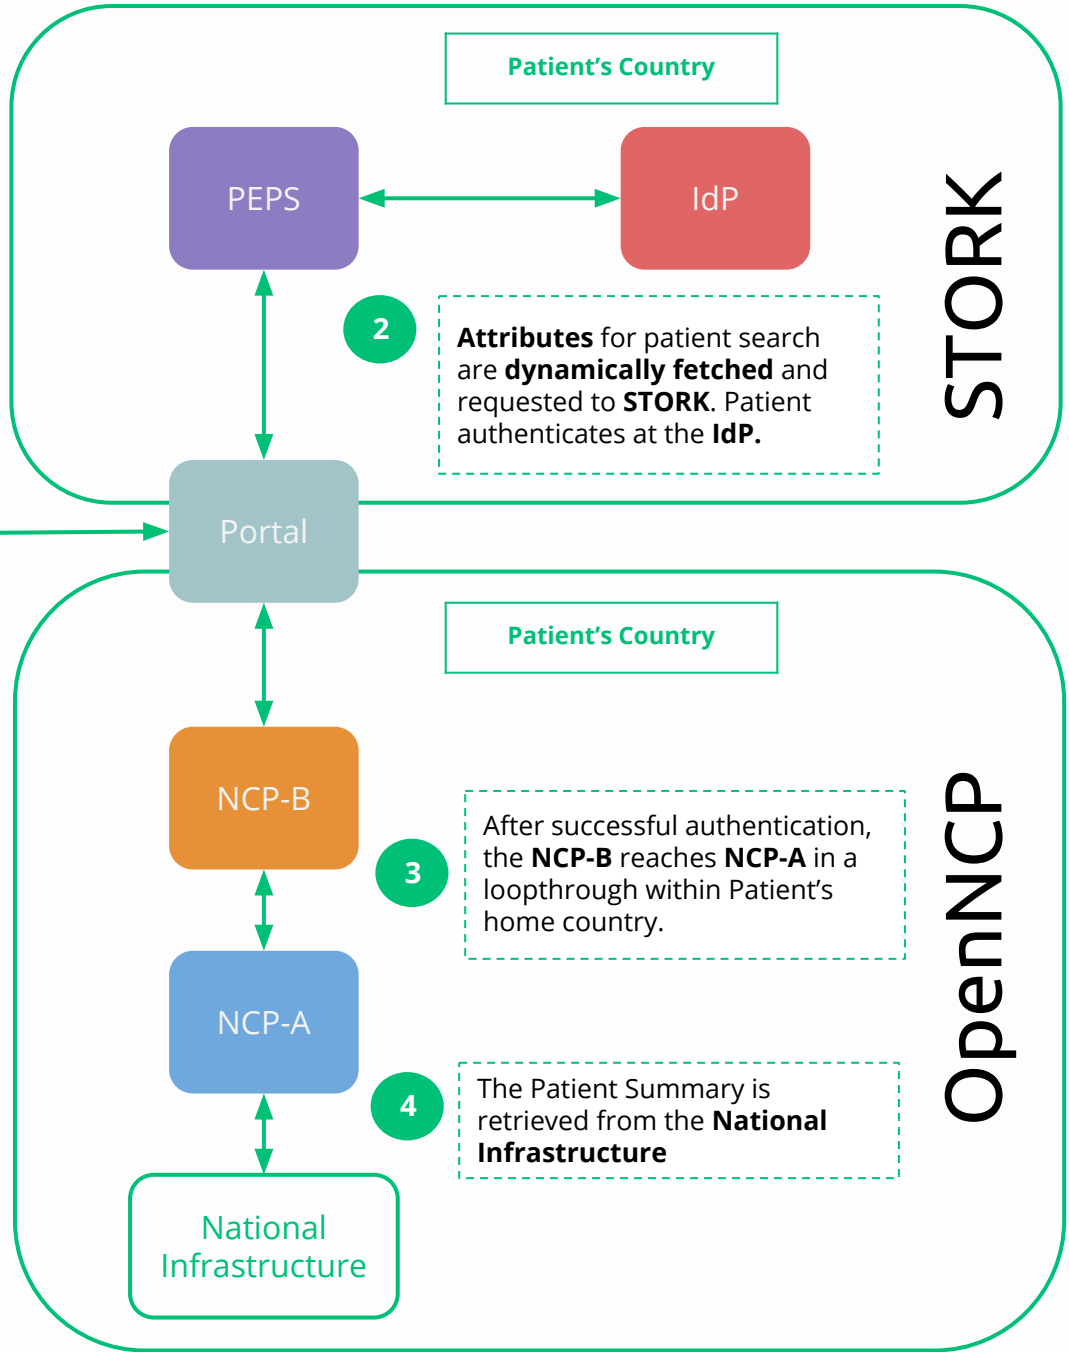 Patient's Country
PEPS
IdP
STORK
2
Attributes for patient search
are dynamically fetched and
requested to STORK. Patient
authenticates at the IdP.
Portal
Patient's Country
NCP-B
OpenNCP
3
After successful authentication,
the NCP-B reaches NCP-A in a
loopthrough within Patient's
home country.
NCP-A
4
The Patient Summary is
retrieved from the National
Infrastructure
National
Infrastructure